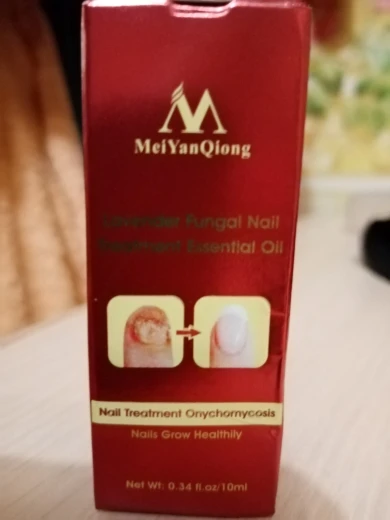 MeiYanQiong
Lavender Fungal Nail
Treatment Essential Oil
Nail Treatment Onychomycosis
Nails Grow Healthily
Net Wt: 0.34 fl.oz/10ml